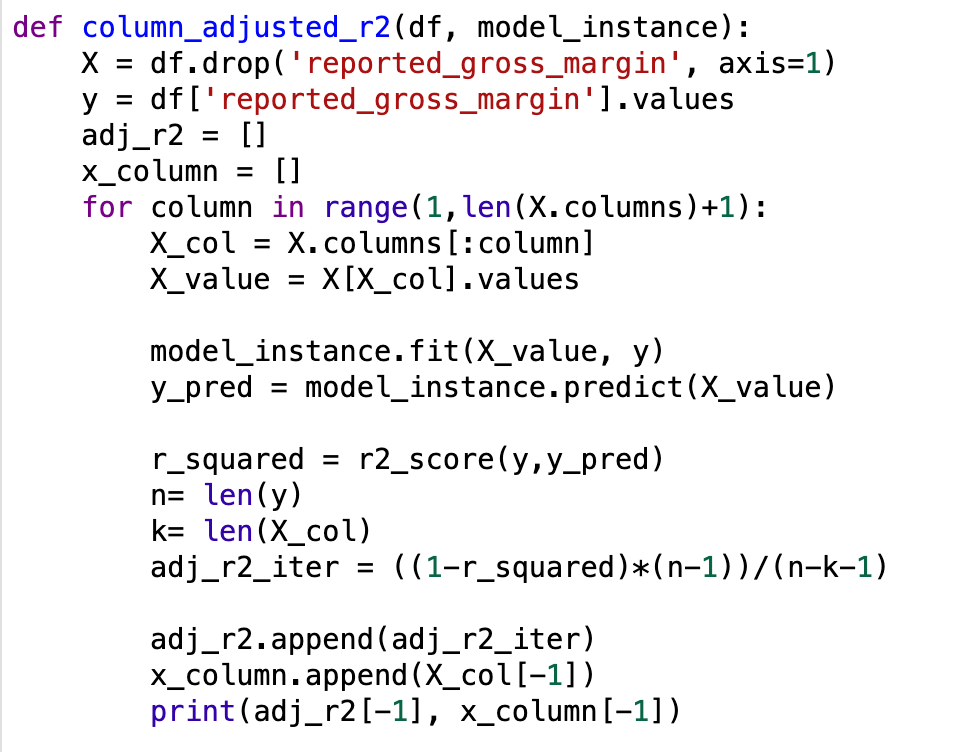 def column_adjusted_r2(df, model_instance):
    X = df.drop('reported_gross_margin', axis=1)
    y = df['reported_gross_margin'].values
    adj_r2 = []
    x_column = []
    for column in range(1,len(X.columns)+1):
        X_col = X.columns[:column]
        X_value = X[X_col].values

        model_instance.fit(X_value, y)
        y_pred = model_instance.predict(X_value)

        r_squared = r2_score(y,y_pred)
        n= len(y)
        k= len(X_col)
        adj_r2_iter = ((1-r_squared)*(n-1))/(n-k-1)

        adj_r2.append(adj_r2_iter)
        x_column.append(X_col[-1])
        print(adj_r2[-1], x_column[-1])